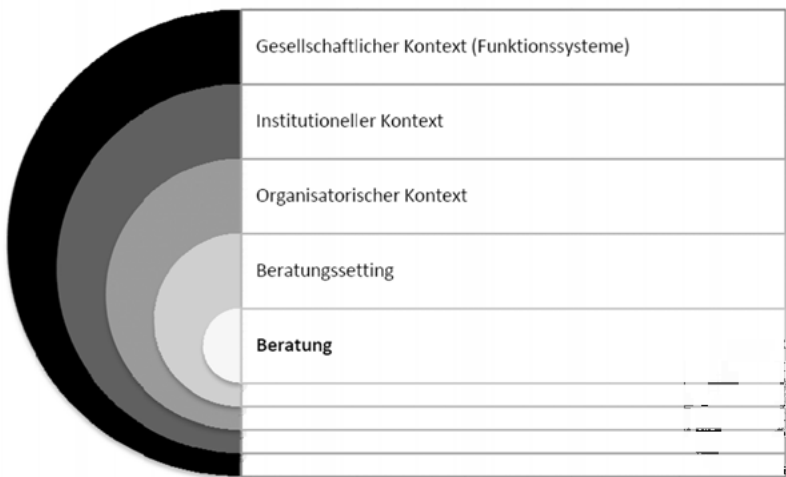 Gesellschaftlicher Kontext (Funktionssysteme)
Institutioneller Kontext
Organisatorischer Kontext
Beratungssetting
Beratung